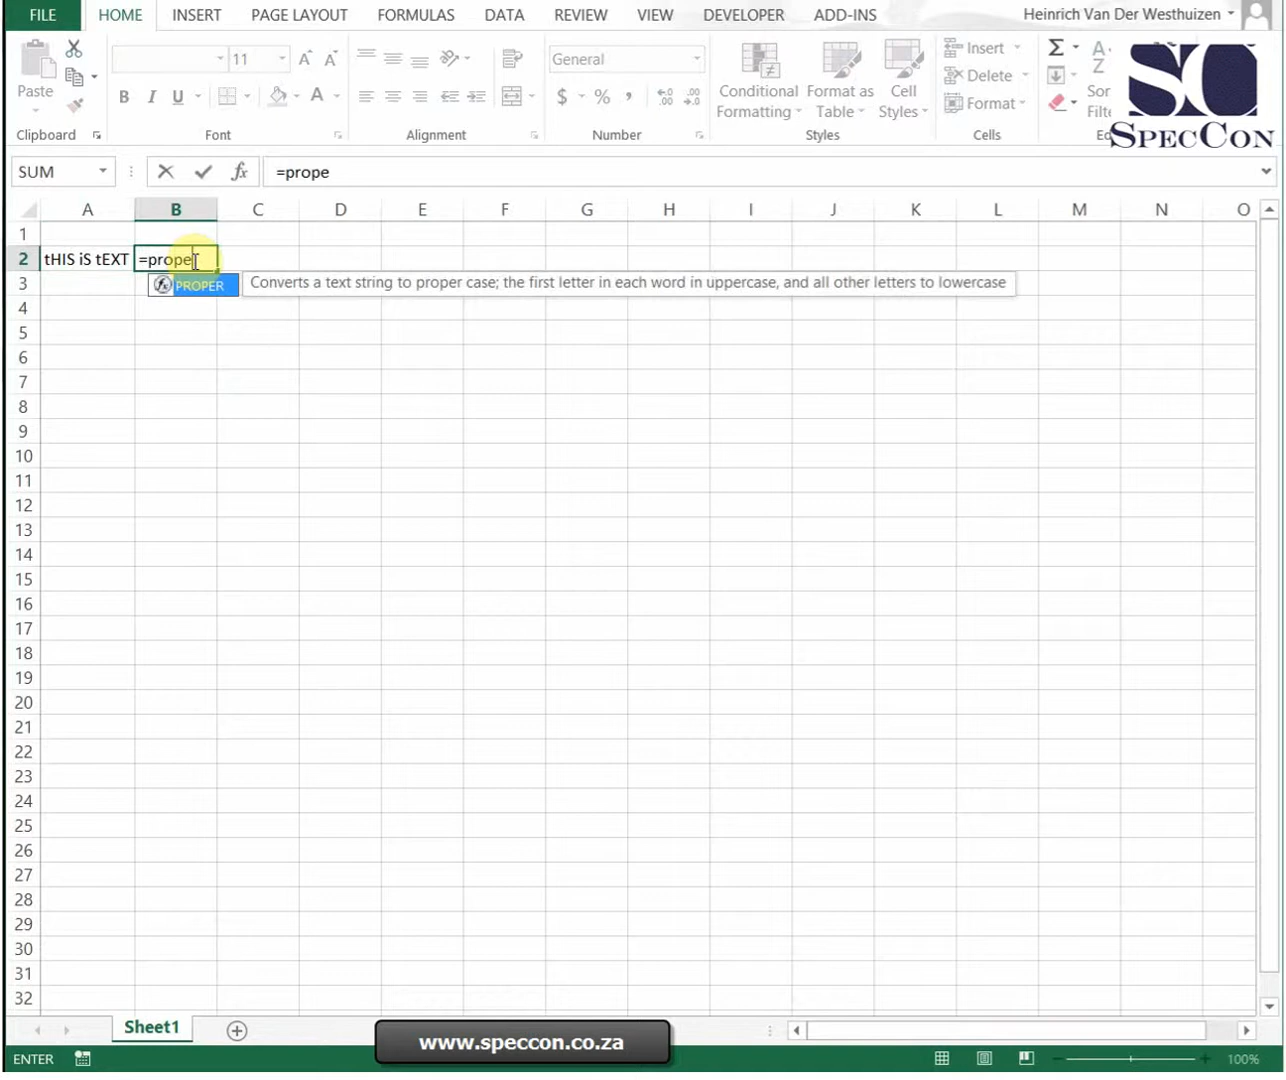 FILE HOME INSERT PAGE LAYOUT FORMULAS DATA REVIEW VIEW DEVELOPER ADD-INS Heinrich Van Der Westhuizen
11 General Insert
Paste Delete
B I U A $ % Conditional Formatting Format as Table Cell Styles Format
Clipboard Font Alignment Number Styles Cells
SC
SPECCON
SUM fx =prope
A B C D E F G H I J K L M N O
1
2 tHIS iS tEXT =prope
3 PROPER Converts a text string to proper case; the first letter in each word in uppercase, and all other letters to lowercase
4
5
6
7
8
9
10
11
12
13
14
15
16
17
18
19
20
21
22
23
24
25
26
27
28
29
30
31
32
Sheet1
www.speccon.co.za
ENTER 100%